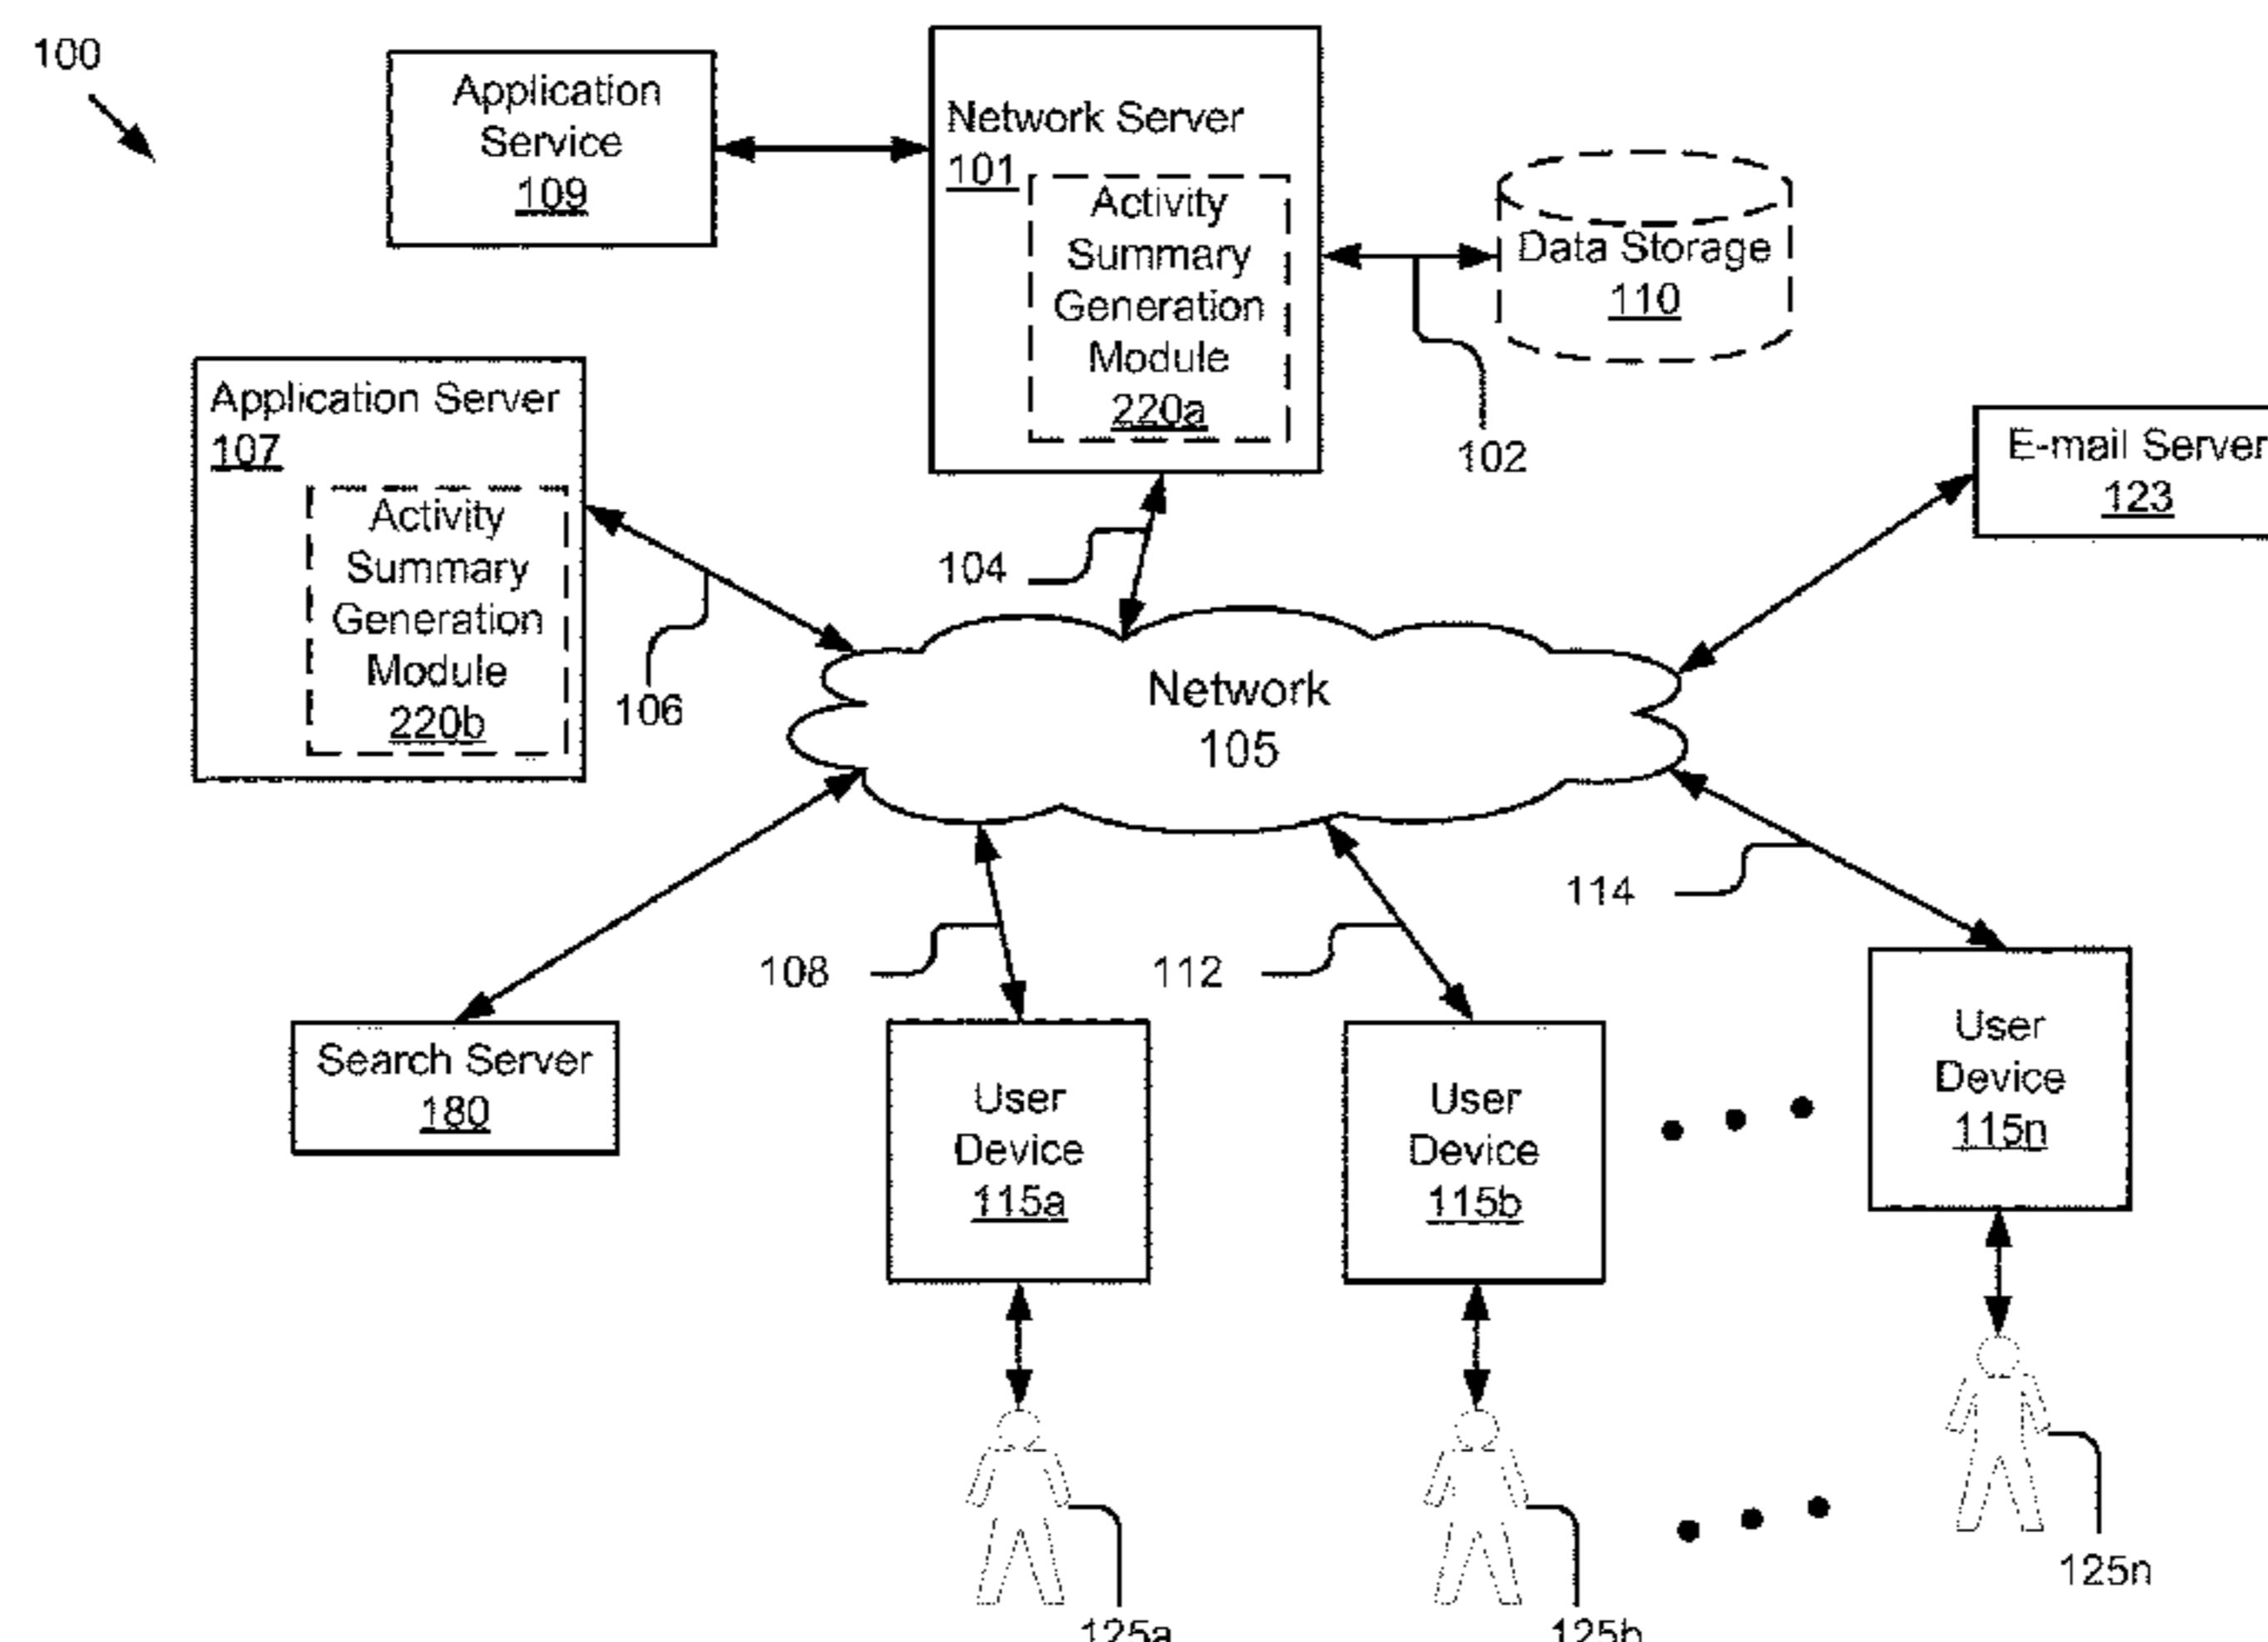 100
Application
Service
109
Network Server
101
Activity
Summary
Generation
Module
220a
Data Storage
110
102
Application Server
107
Activity
Summary
Generation
Module
220b
E-mail Server
123
104
106
Network
105
114
108
112
Search Server
180
User
Device
115a
User
Device
115b
User
Device
115n
125n
125a
125b